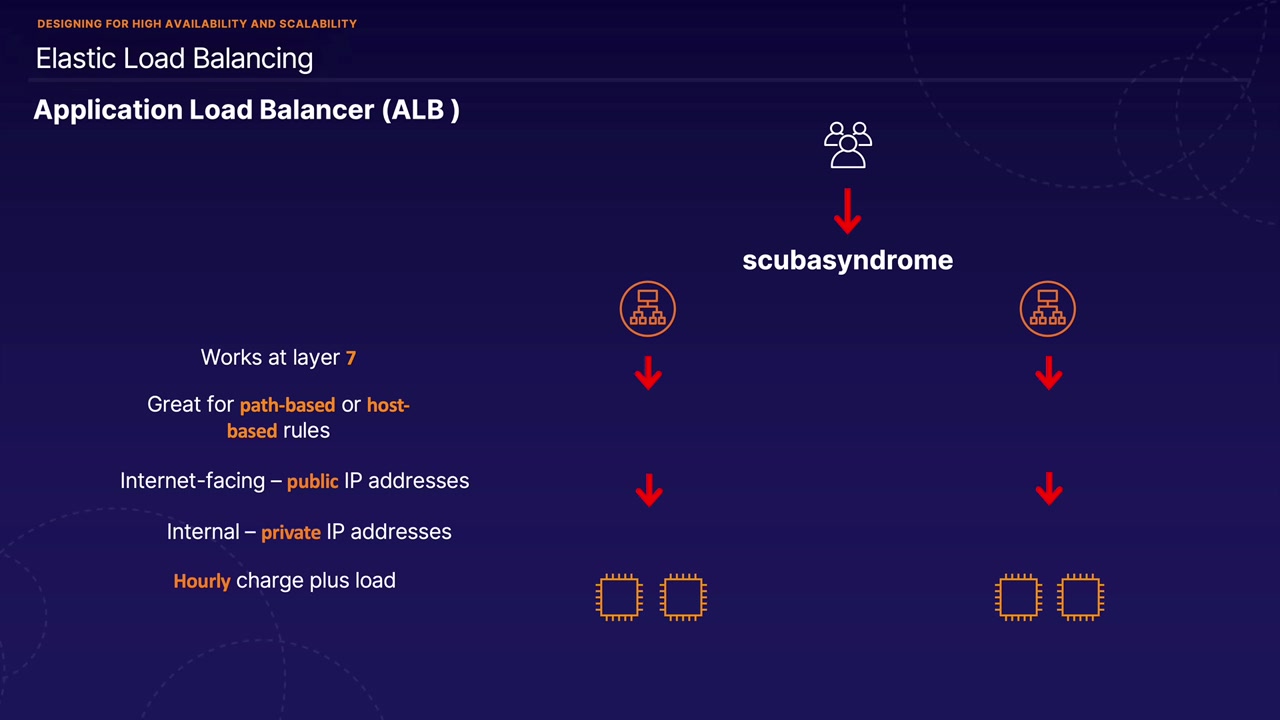 DESIGNING FOR HIGH AVAILABILITY AND SCALABILITY
Elastic Load Balancing
Application Load Balancer (ALB )
scubasyndrome
Works at layer 7
Great for path-based or host-
based rules
Internet-facing – public IP addresses
Internal – private IP addresses
Hourly charge plus load